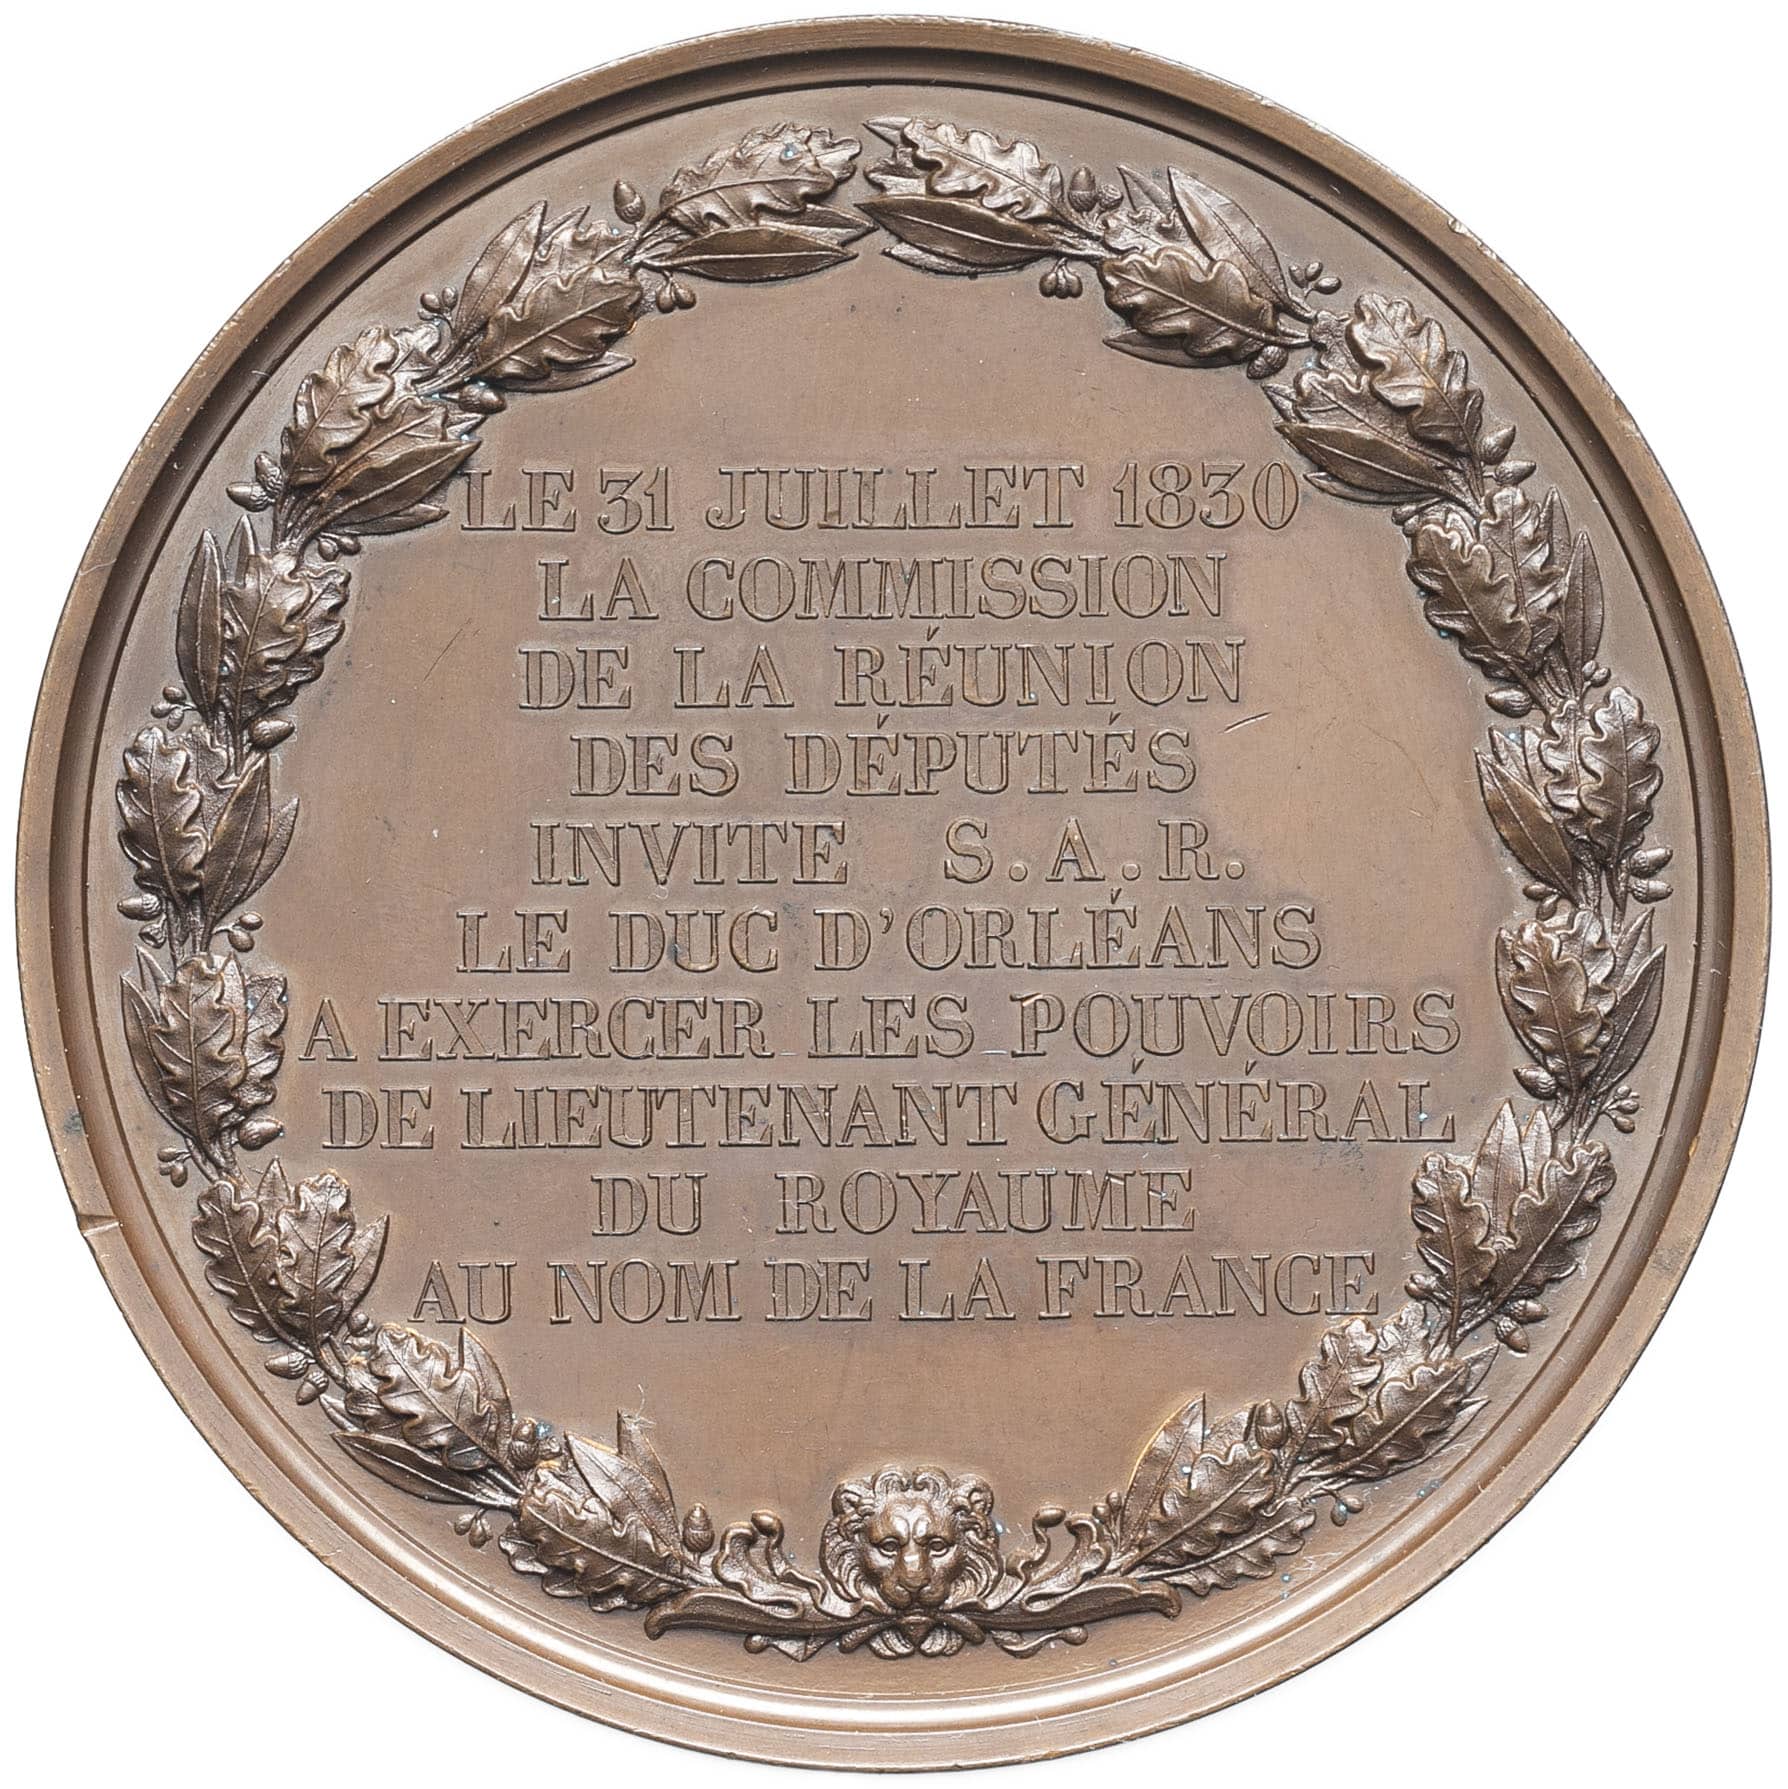 LE 31 JUILLET 1830
LA COMMISSION
DE LA RÉUNION
DES DÉPUTÉS
INVITE S.A.R.
LE DUC D'ORLÉANS
A EXERCER LES POUVOIRS
DE LIEUTENANT GÉNÉRAL
DU ROYAUME
AU NOM DE LA FRANCE